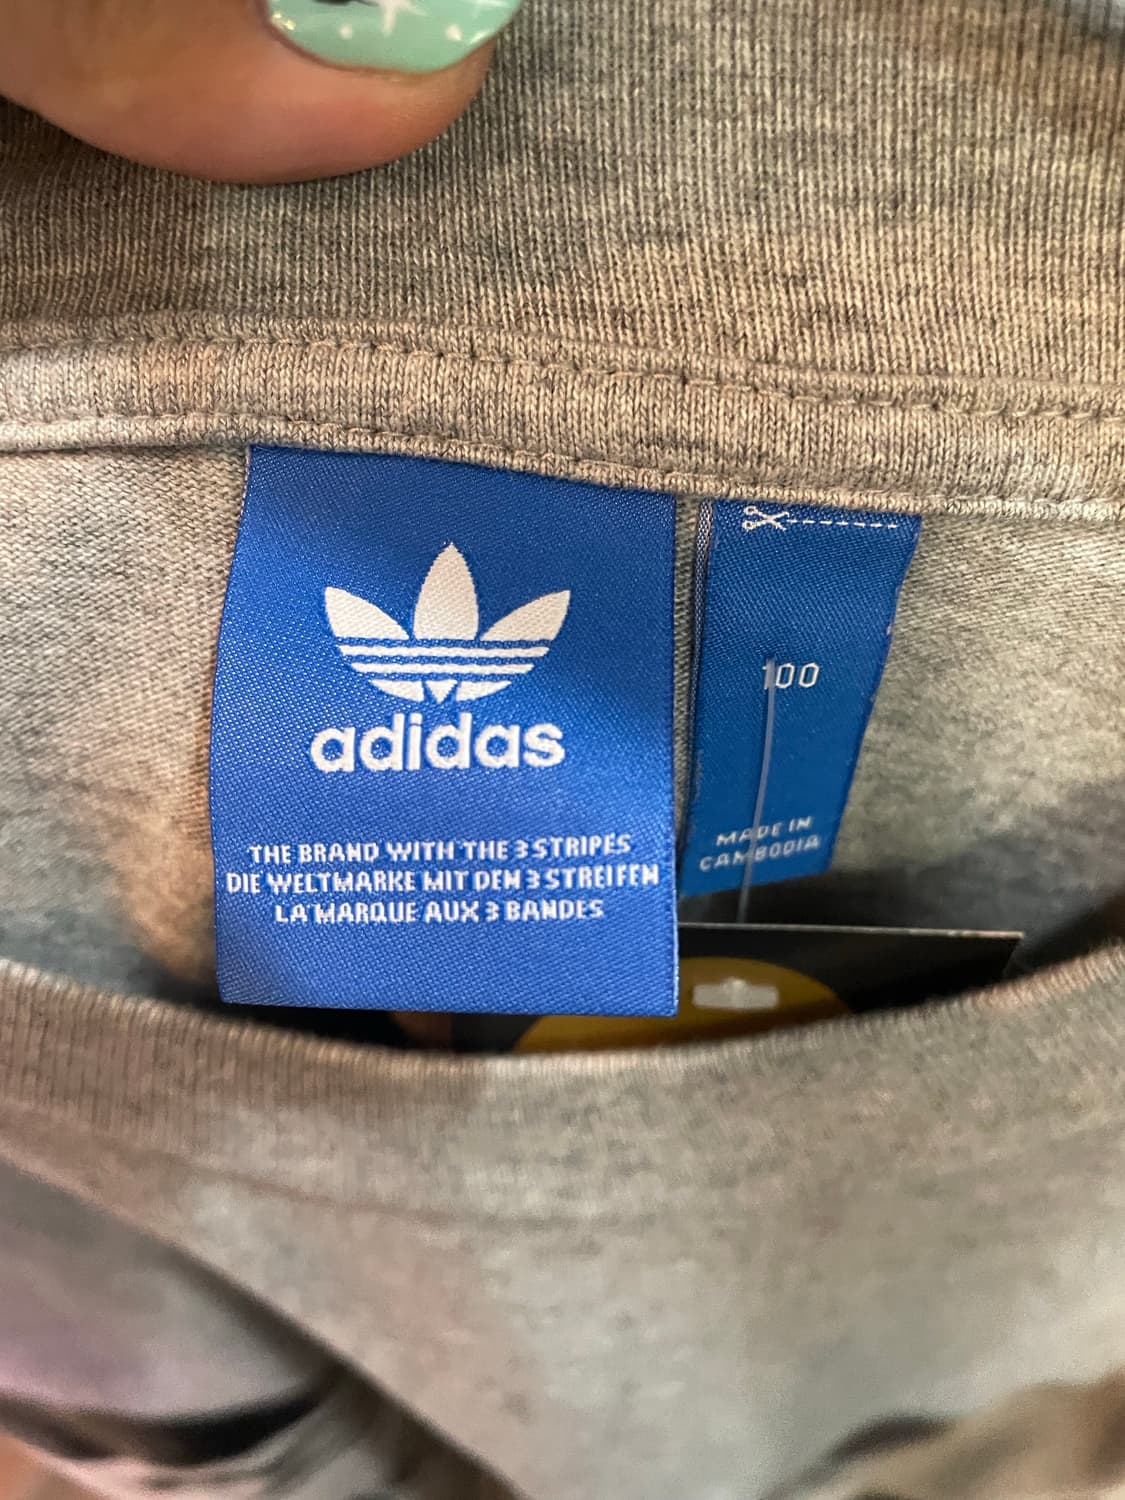 adidas
THE BRAND WITH THE 3 STRIPES
DIE WELTMARKE MIT DEN 3 STREIFEN
LA MARQUE AUX 3 BANDES
100
MADE IN
CAMBODIA